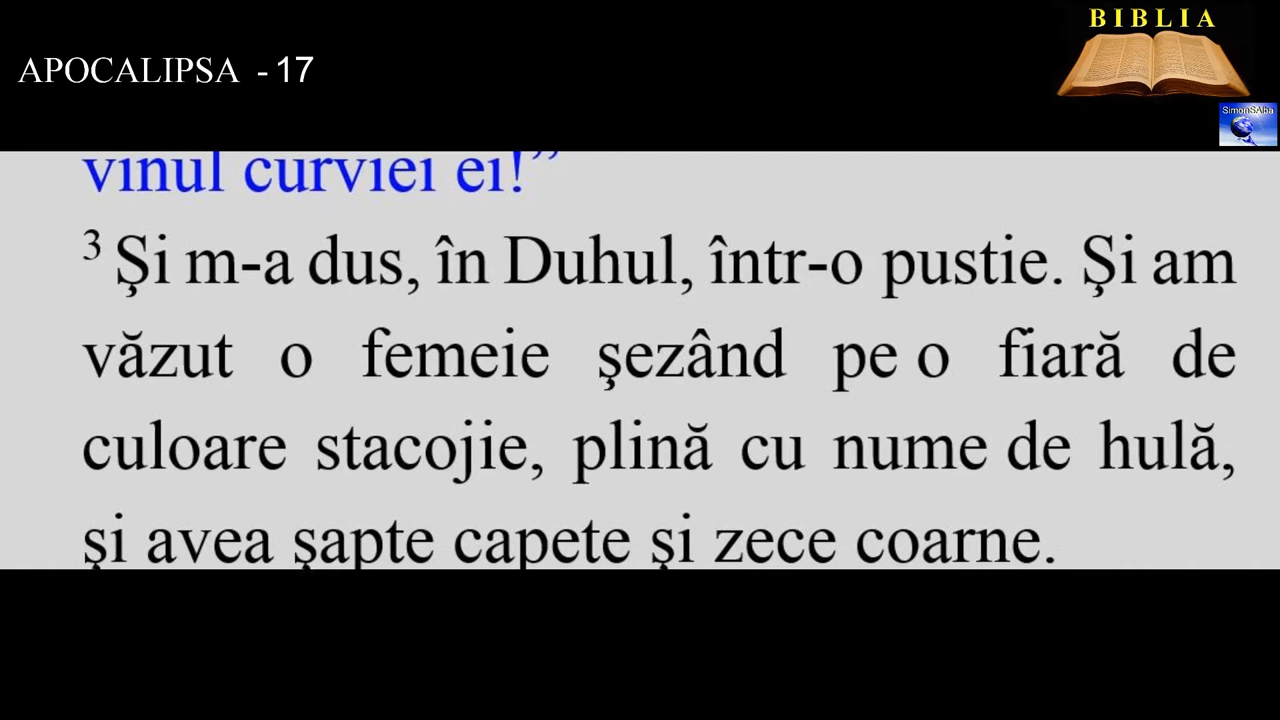 BIBLIA
APOCALIPSA - 17
SimonSAlba
vinul curviei ei!”
3 Şi m-a dus, în Duhul, într-o pustie. Şi am
văzut o femeie şezând pe o fiară de
culoare stacojie, plină cu nume de hulă,
şi avea şapte capete şi zece coarne.